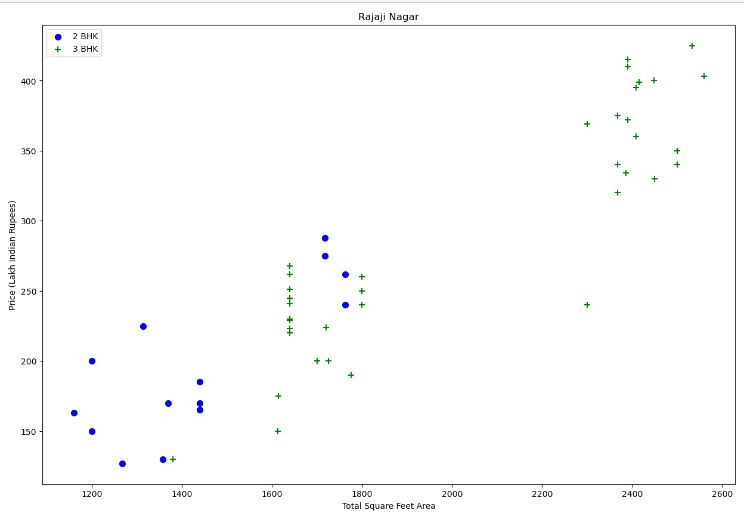 Rajaji Nagar
2 BHK
3 BHK
Price (Lakh Indian Rupees)
400
350
300
250
200
150
1200 1400 1600 1800 2000 2200 2400 2600
Total Square Feet Area